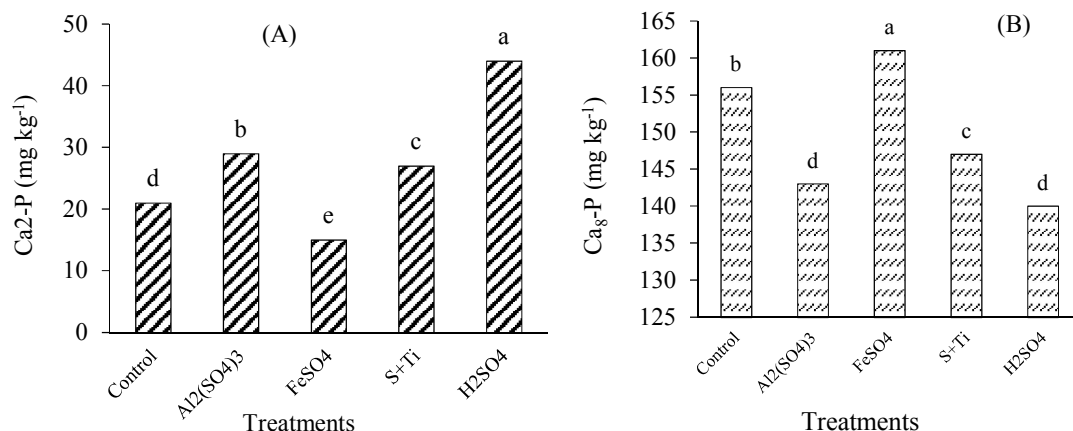 (A)
Ca2-P (mg kg-1)
50
40
30
20
10
0
d
b
e
c
a
Control
Al2(SO4)3
FeSO4
S+Ti
H2SO4
Treatments
(B)
Ca8-P (mg kg-1)
165
160
155
150
145
140
135
130
125
b
d
a
c
d
Control
Al2(SO4)3
FeSO4
S+Ti
H2SO4
Treatments